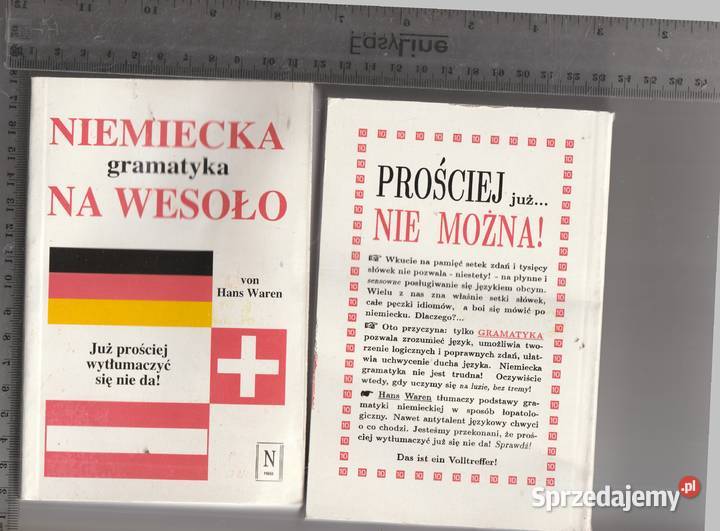 EasyLine
NIEMIECKA
gramatyka
NA WESOŁO
von
Hans Waren
Już prościej
wytłumaczyć
się nie da!
N
PROŚCIEJ już...
NIE MOŻNA!
Wkucie na pamięć setek zdań i tysięcy
słówek nie pozwala - niestety! - na płynne i
sensowne posługiwanie się językiem obcym.
Wielu z nas zna właśnie setki słówek,
całe pęczki idiomów, a boi się mówić po
niemiecku. Dlaczego?...
Oto przyczyna: tylko GRAMATYKA
pozwala zrozumieć język, umożliwia two-
rzenie logicznych i poprawnych zdań, ułat-
wia uchwycenie ducha języka. Niemiecka
gramatyka nie jest trudna! Oczywiście
wtedy, gdy uczymy się na luzie, bez tremy!
Hans Waren tłumaczy podstawy gra-
matyki niemieckiej w sposób łopatolo-
giczny. Nawet antytalent językowy chwyci
o co chodzi. Jesteśmy przekonani, że proś-
ciej wytłumaczyć już się nie da! Sprawdź!
Das ist ein Volltreffer!
Sprzedajemy.pl